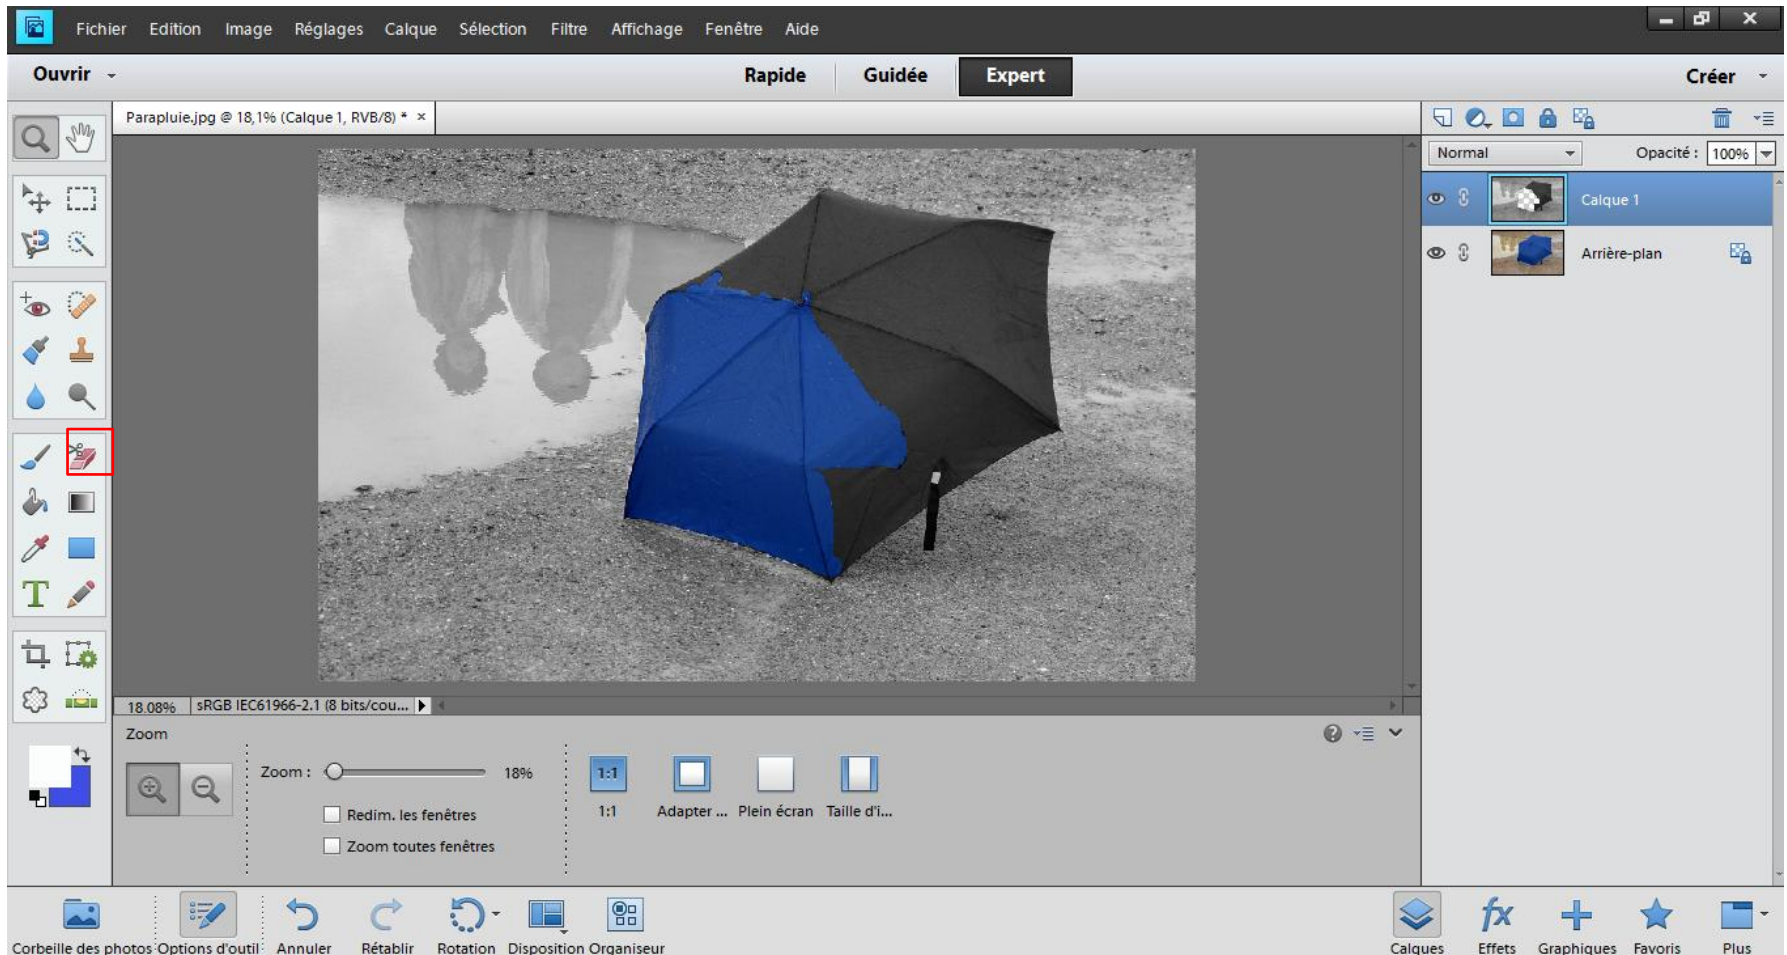 Fichier Edition Image Réglages Calque Sélection Filtre Affichage Fenêtre Aide
Ouvrir Rapide Guidée Expert Créer
Parapluie.jpg @ 18,1% (Calque 1, RVB/8) * ×
Normal Opacité : 100%
Calque 1
Arrière-plan
T
18.08% sRGB IEC61966-2.1 (8 bits/cou...
Zoom
Zoom : 18% 1:1
Redim. les fenêtres 1:1 Adapter ... Plein écran Taille d'i...
Zoom toutes fenêtres
fx
Corbeille des photos Options d'outil Annuler Rétablir Rotation Disposition Organiseur Calques Effets Graphiques Favoris Plus